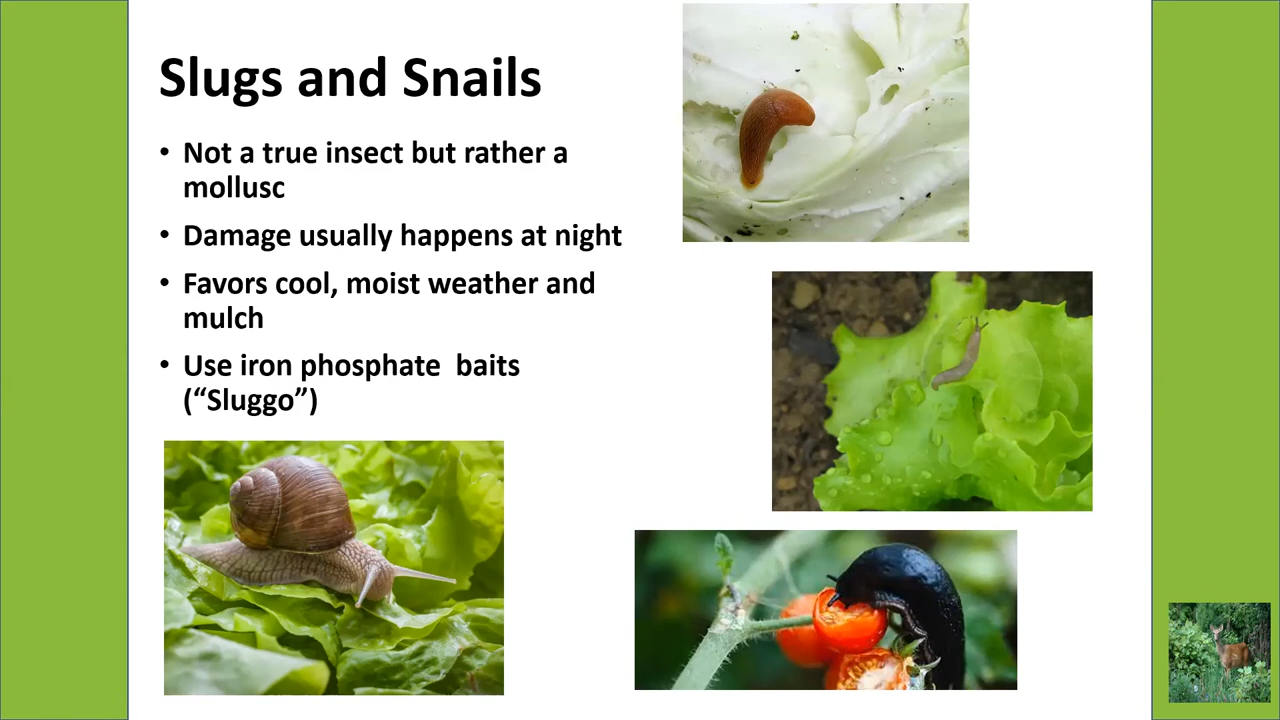 Slugs and Snails
• Not a true insect but rather a
mollusc
• Damage usually happens at night
• Favors cool, moist weather and
mulch
• Use iron phosphate  baits
(“Sluggo”)